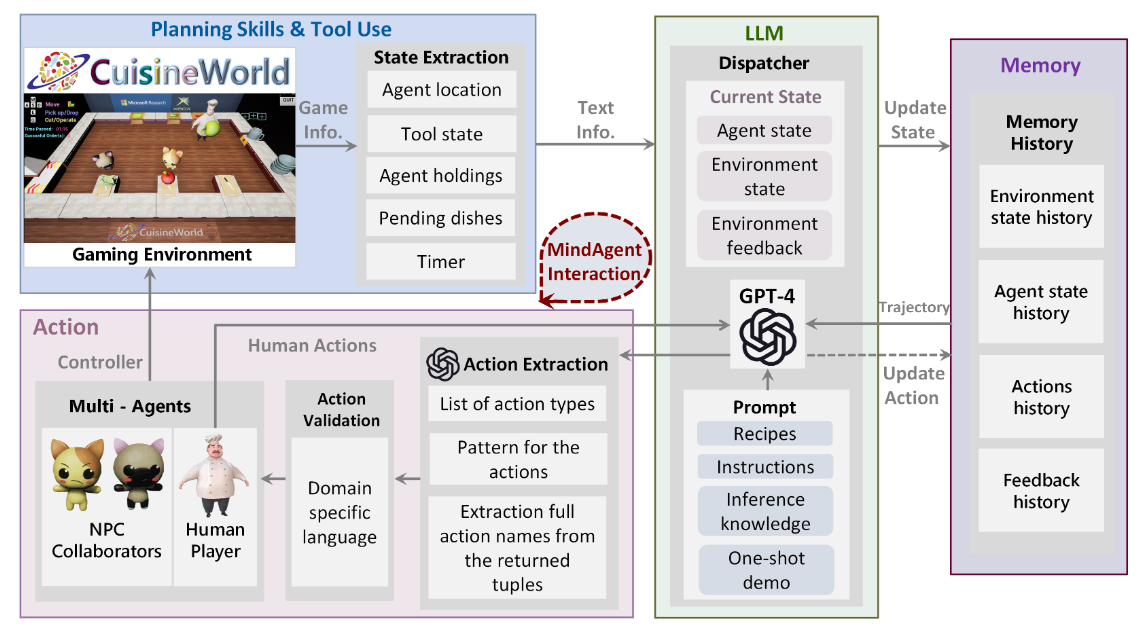 Planning Skills & Tool Use
CuisineWorld
Move
Pick up/Drop
Cut/Operate
Time Passed:
Successful Order(s):
Microsoft Research
QUIT
CuisineWorld
Gaming Environment
Game
Info.
State Extraction
Agent location
Tool state
Agent holdings
Pending dishes
Timer
Text
Info.
MindAgent
Interaction
LLM
Dispatcher
Current State
Agent state
Environment
state
Environment
feedback
GPT-4
Prompt
Recipes
Instructions
Inference
knowledge
One-shot
demo
Update
State
Trajectory
Update
Action
Memory
Memory
History
Environment
state history
Agent state
history
Actions
history
Feedback
history
Action
Controller
Human Actions
Multi - Agents
NPC
Collaborators
Human
Player
Action
Validation
Domain
specific
language
Action Extraction
List of action types
Pattern for the
actions
Extraction full
action names from
the returned
tuples